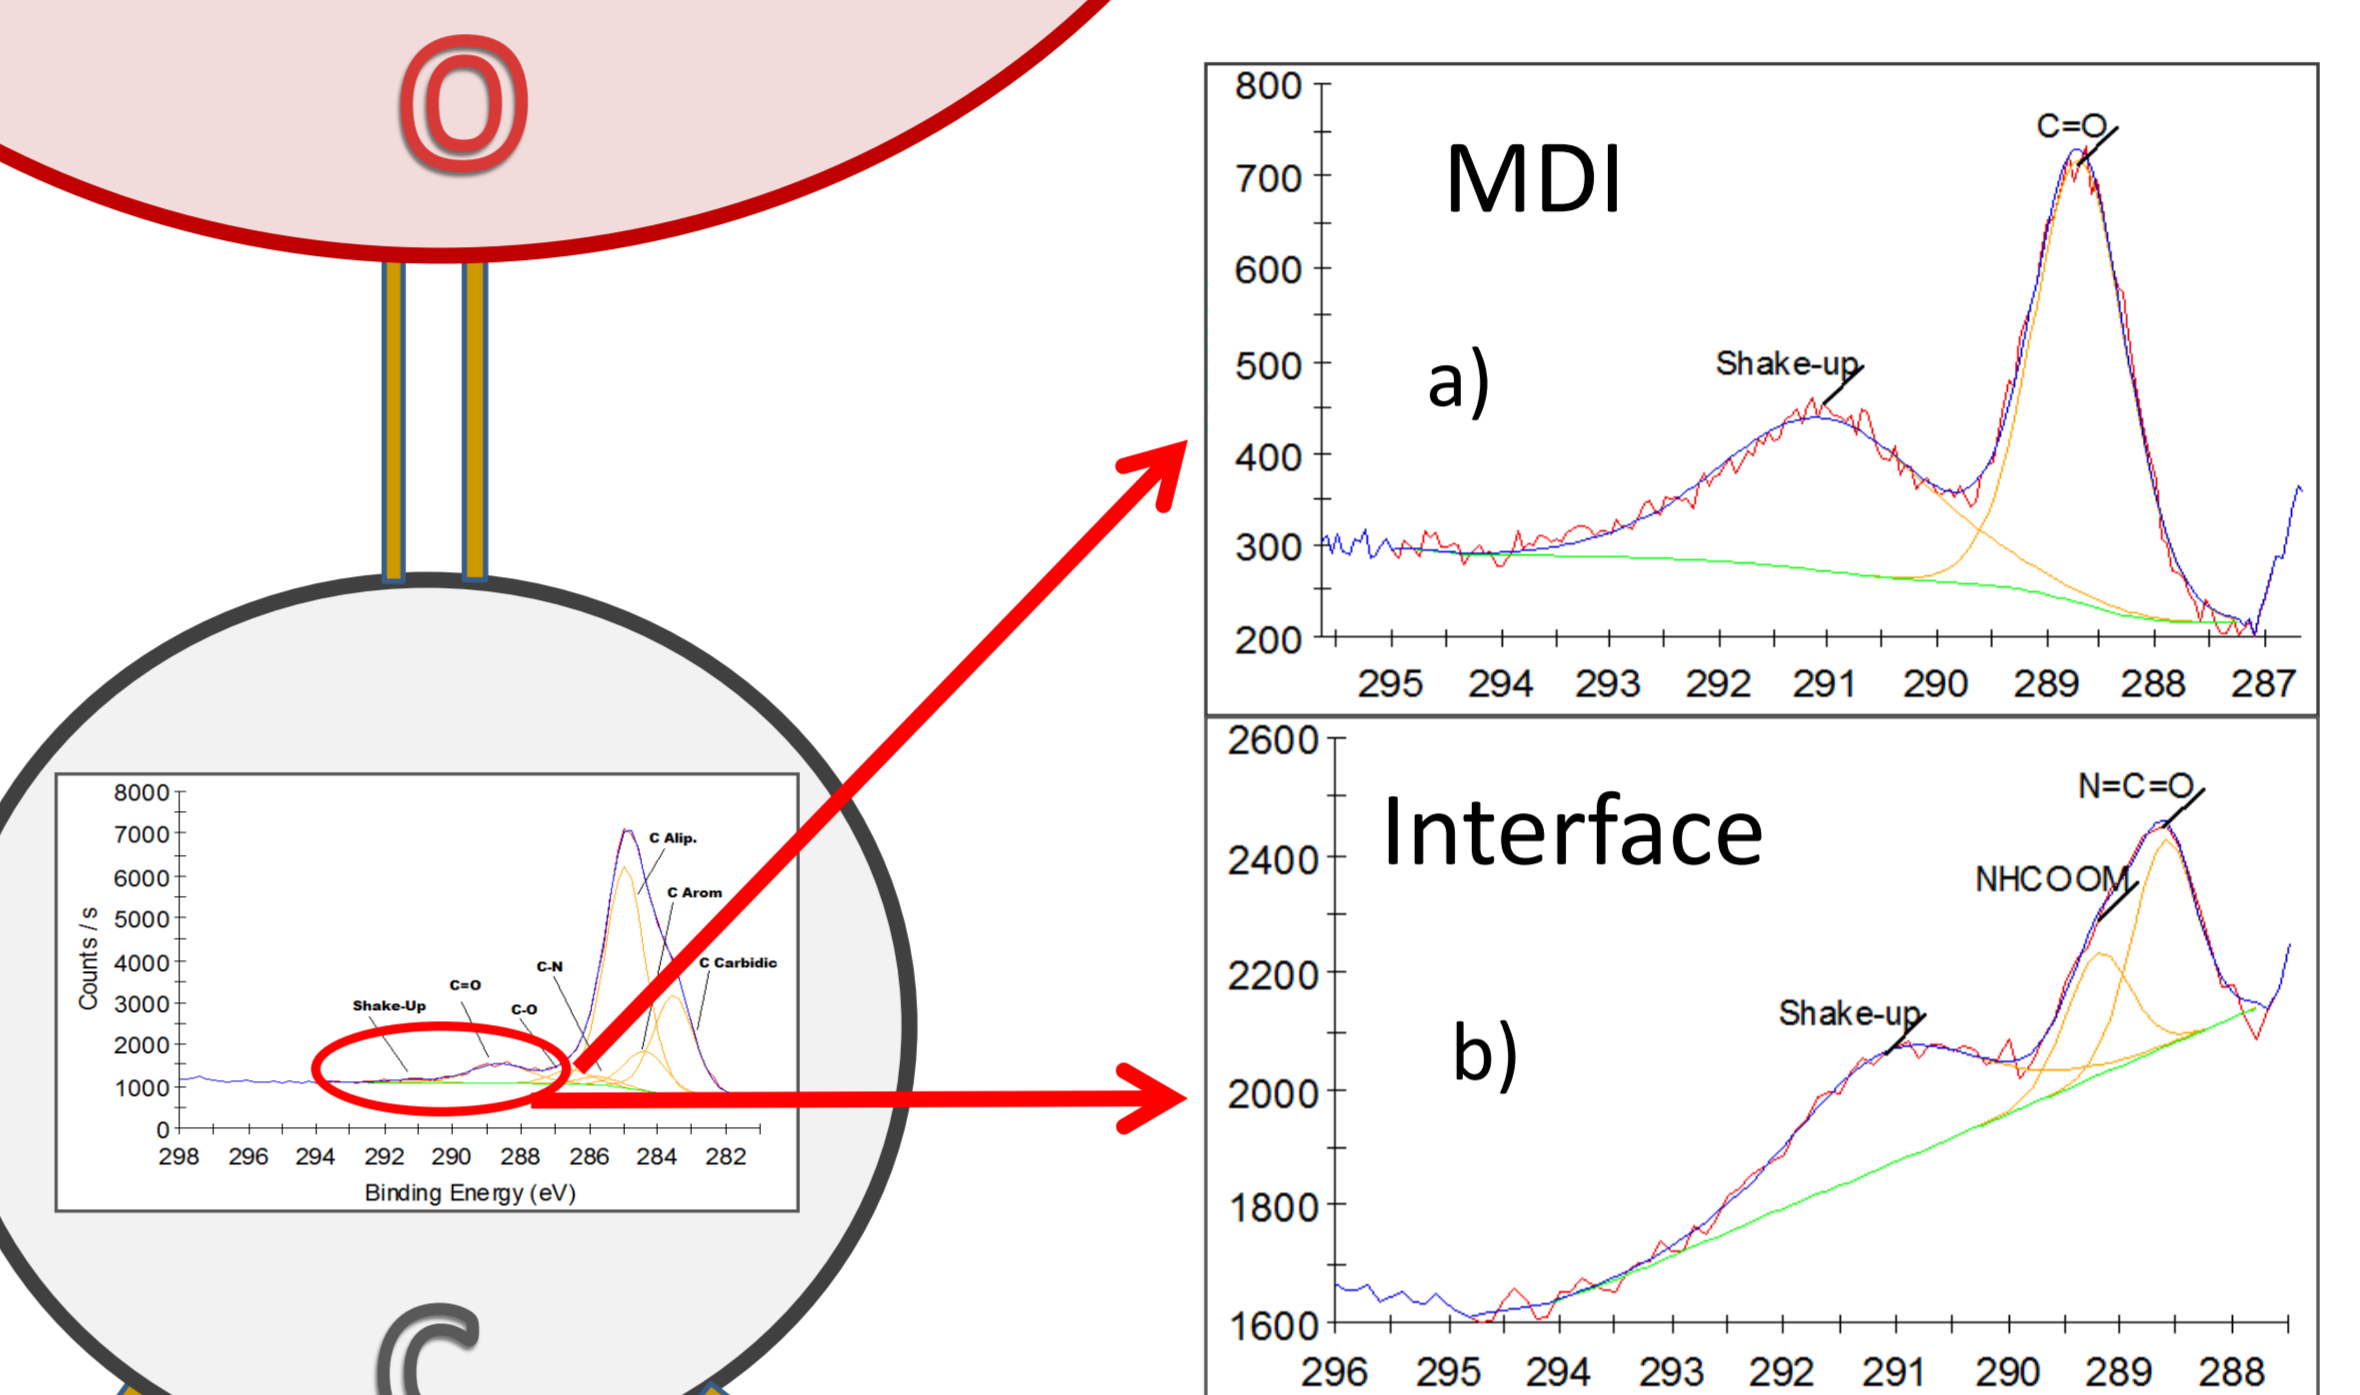 O
800
700
600
500
400
300
200
MDI
a)
C=O
Shake-up
295 294 293 292 291 290 289 288 287
2600
2400
2200
2000
1800
1600
Interface
b)
N=C=O
NHCOOM
Shake-up
296 295 294 293 292 291 290 289 288
8000
7000
6000
5000
4000
3000
2000
1000
0
Counts / s
C Alip.
C Arom
C Carbidic
C-N
C=O
C-O
Shake-Up
298 296 294 292 290 288 286 284 282
Binding Energy (eV)
C